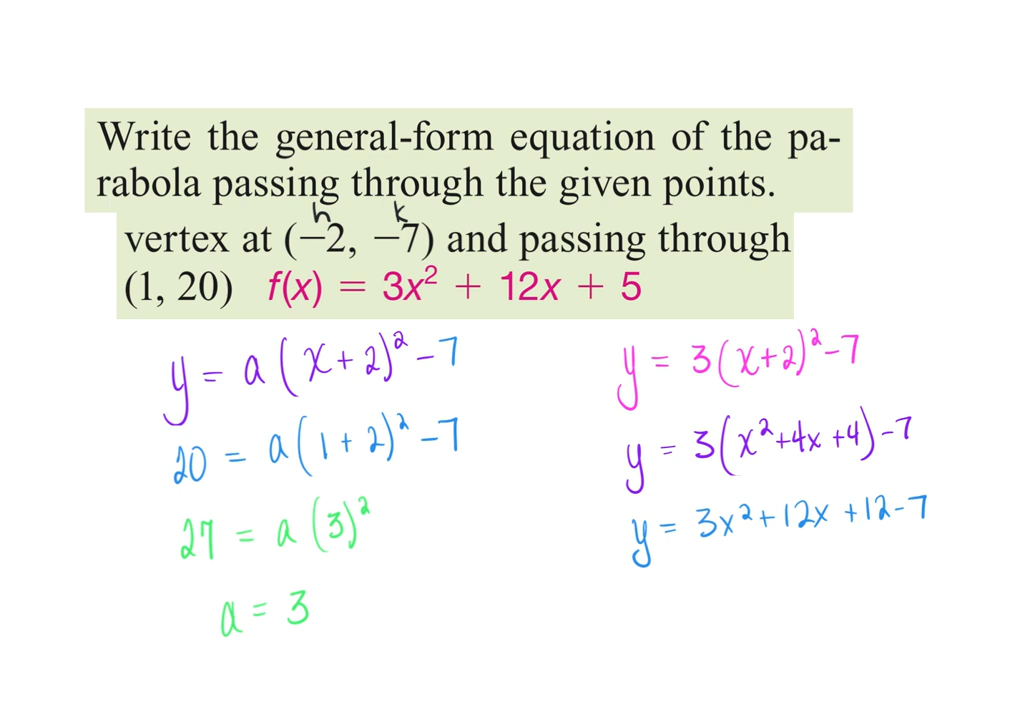 Write the general-form equation of the pa-
rabola passing through the given points.
h k
vertex at (−2, −7) and passing through
(1, 20) f(x) = 3x² + 12x + 5
y = a(x+2)² −7
20 = a(1+2)² −7
27 = a(3)²
a = 3
y = 3(x+2)² −7
y = 3(x²+4x+4) −7
y = 3x²+12x+12−7